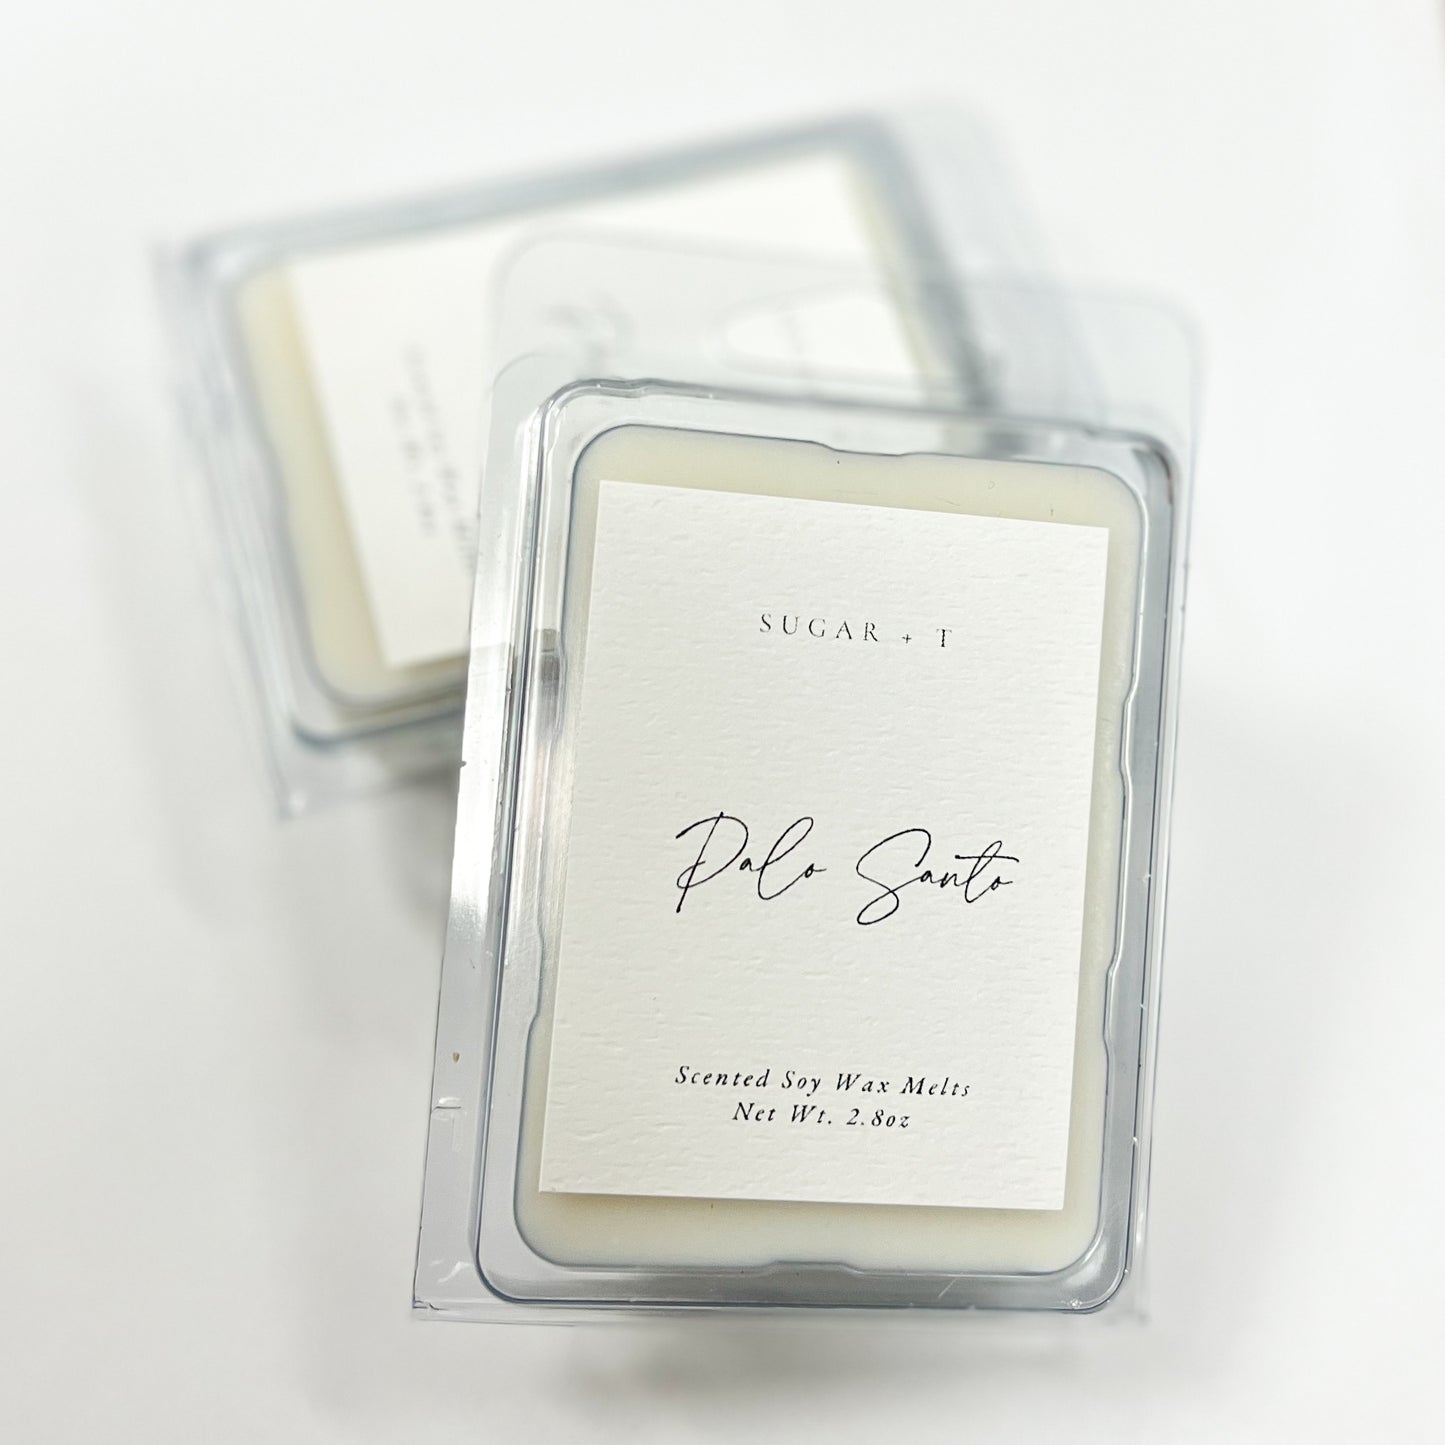 SUGAR + T
Palo Santo
Scented Soy Wax Melts
Net Wt. 2.8oz